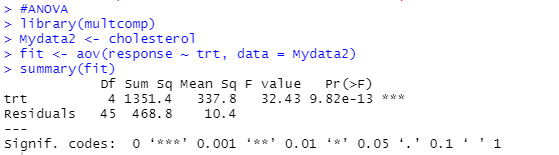 > #ANOVA
> library(multcomp)
> Mydata2 <- cholesterol
> fit <- aov(response ~ trt, data = Mydata2)
> summary(fit)
            Df Sum Sq Mean Sq F value   Pr(>F)
trt          4 1351.4   337.8   32.43 9.82e-13 ***
Residuals   45  468.8    10.4
---
Signif. codes:  0 ‘***’ 0.001 ‘**’ 0.01 ‘*’ 0.05 ‘.’ 0.1 ‘ ’ 1